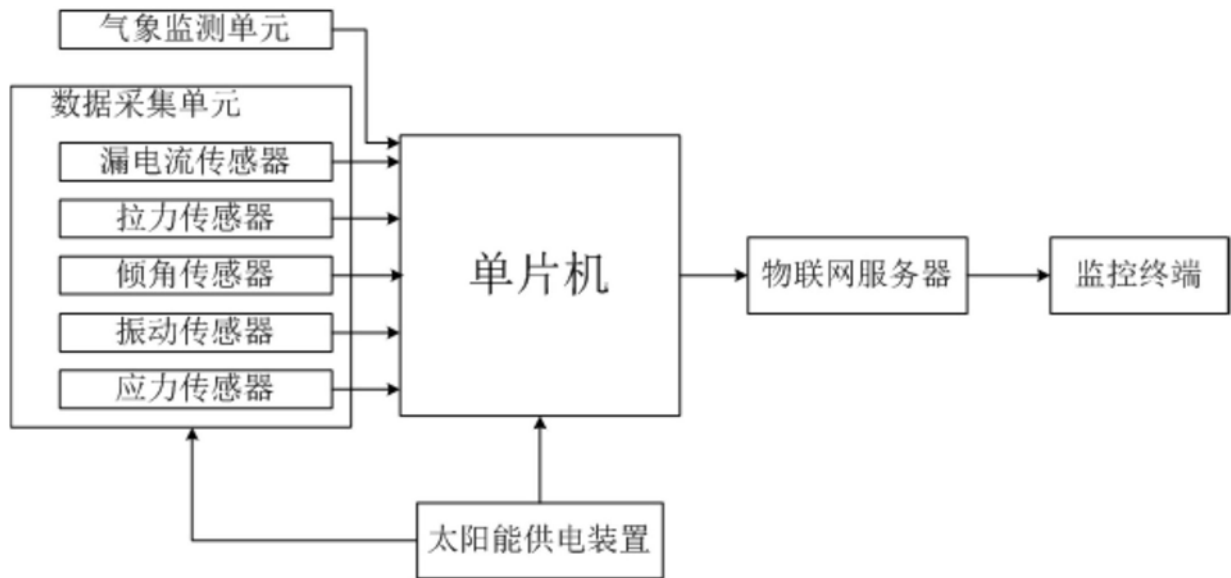 气象监测单元
数据采集单元
漏电流传感器
拉力传感器
倾角传感器
振动传感器
应力传感器
单片机
物联网服务器
监控终端
太阳能供电装置